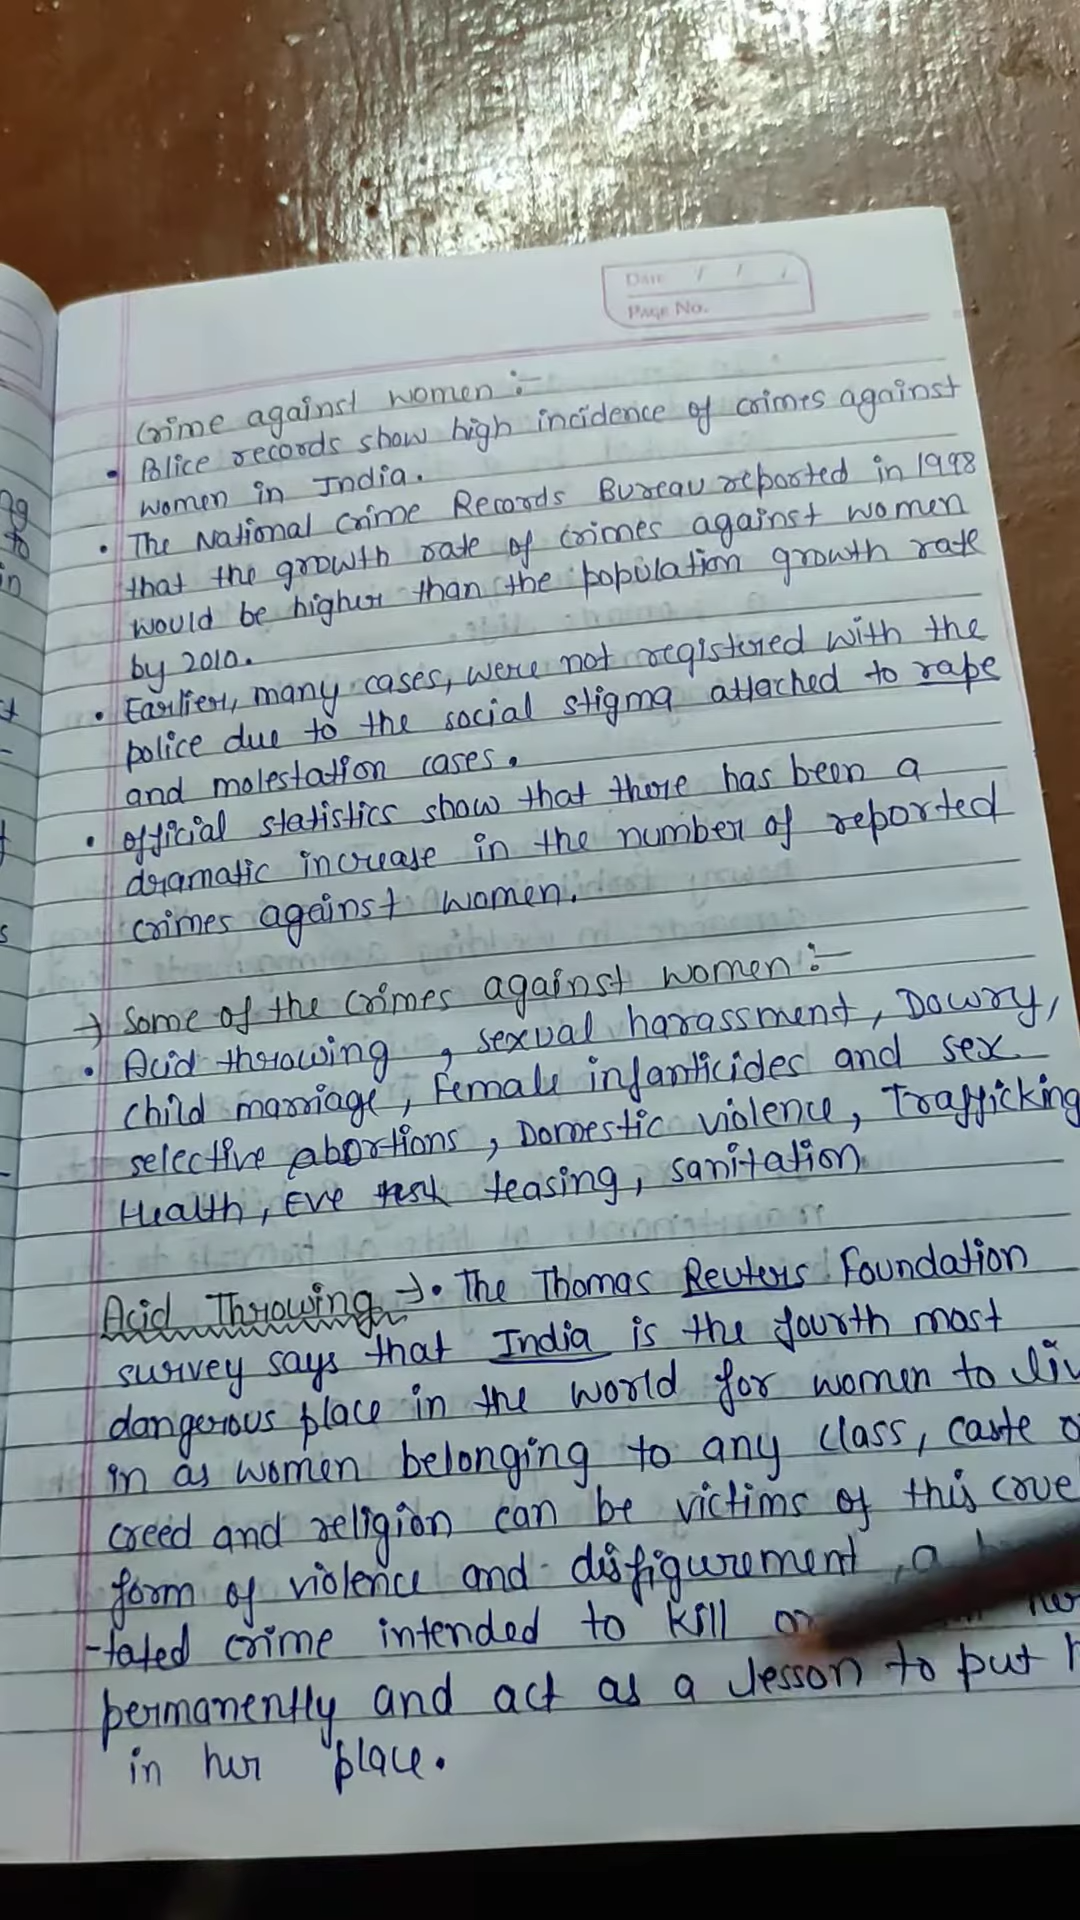 Date / / /
Page No.
Crime against women :-
• Police records show high incidence of crimes against
women in India.
• The National Crime Records Bureau reported in 1998
that the growth rate of crimes against women
would be higher than the population growth rate
by 2010.
• Earlier, many cases, were not registered with the
police due to the social stigma attached to rape
and molestation cases.
• official statistics show that there has been a
dramatic increase in the number of reported
crimes against women.
→ Some of the crimes against women :-
• Acid throwing , sexual harassment, Dowry,
child marriage, Female infanticides and sex
selective abortions, Domestic violence, Trafficking
Health, Eve teasing, sanitation
Acid Throwing → • The Thomas Reuters Foundation
survey says that India is the fourth most
dangerous place in the world for women to liv
in as women belonging to any class, caste o
creed and religion can be victims of this
form of violence and disfigurement, a
-tated crime intended to kill or her
permanently and act as a lesson to put h
in her place.